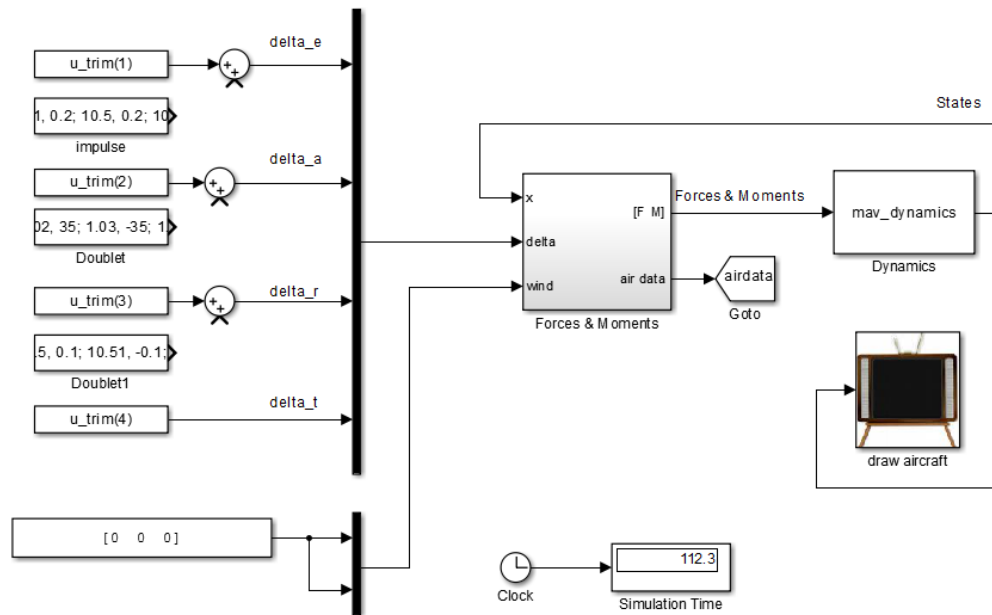 delta_e
u_trim(1)
+
+
1, 0.2; 10.5, 0.2; 10
impulse
delta_a
u_trim(2)
+
+
02, 35; 1.03, -35; 1.
Doublet
delta_r
u_trim(3)
+
+
.5, 0.1; 10.51, -0.1;
Doublet1
delta_t
u_trim(4)
[0 0 0]
States
x
delta
wind
[F M]
air data
Forces & Moments
Forces & Moments
mav_dynamics
Dynamics
airdata
Goto
draw aircraft
Clock
112.3
Simulation Time